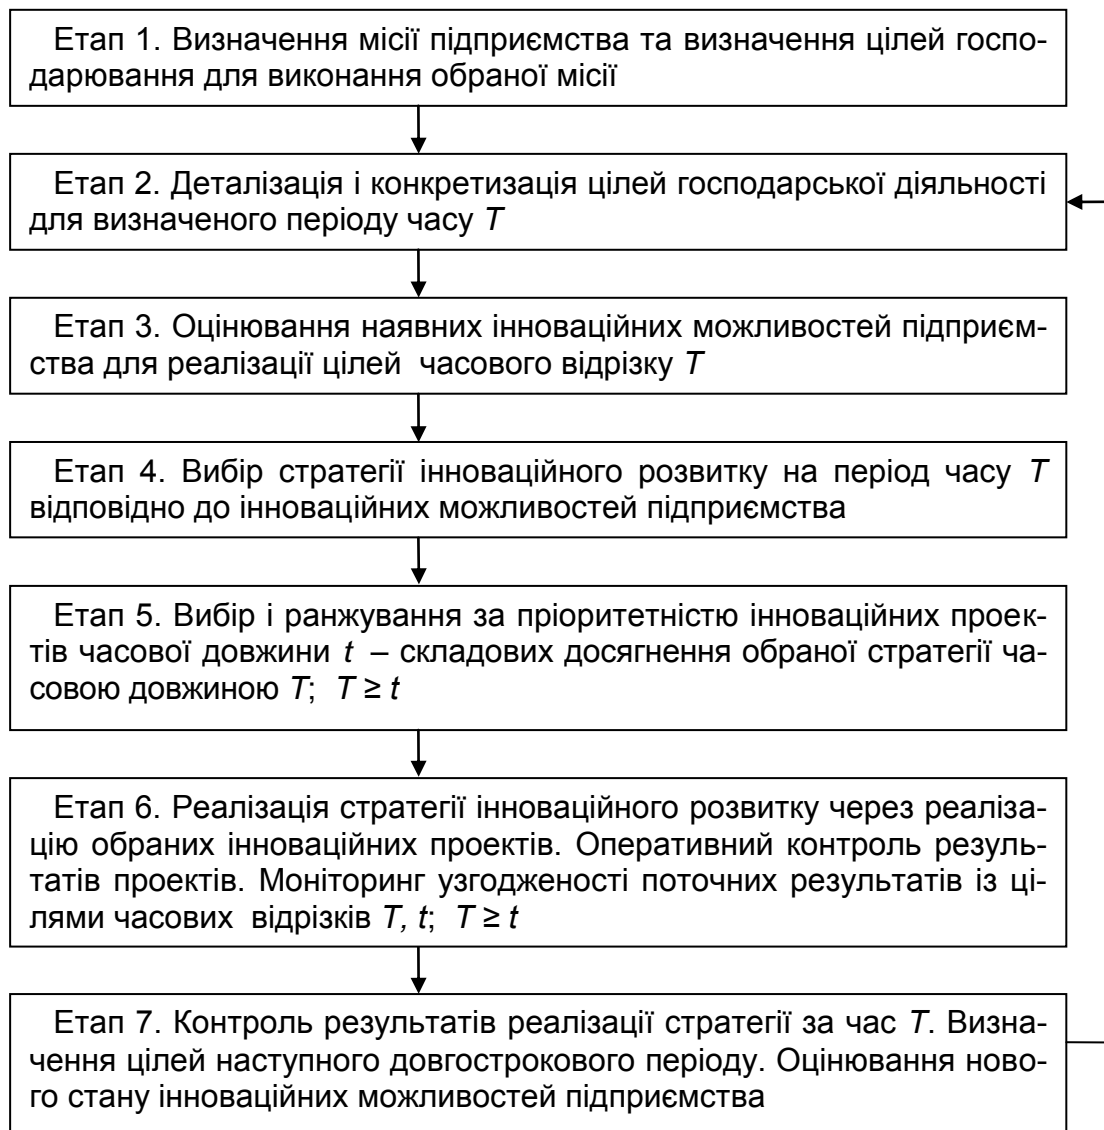 Етап 1. Визначення місії підприємства та визначення цілей госпо-
дарювання для виконання обраної місії
Етап 2. Деталізація і конкретизація цілей господарської діяльності
для визначеного періоду часу T
Етап 3. Оцінювання наявних інноваційних можливостей підприєм-
ства для реалізації цілей часового відрізку T
Етап 4. Вибір стратегії інноваційного розвитку на період часу T
відповідно до інноваційних можливостей підприємства
Етап 5. Вибір і ранжування за пріоритетністю інноваційних проек-
тів часової довжини t – складових досягнення обраної стратегії ча-
совою довжиною T; T ≥ t
Етап 6. Реалізація стратегії інноваційного розвитку через реаліза-
цію обраних інноваційних проектів. Оперативний контроль резуль-
татів проектів. Моніторинг узгодженості поточних результатів із ці-
лями часових відрізків T, t; T ≥ t
Етап 7. Контроль результатів реалізації стратегії за час T. Визна-
чення цілей наступного довгострокового періоду. Оцінювання ново-
го стану інноваційних можливостей підприємства